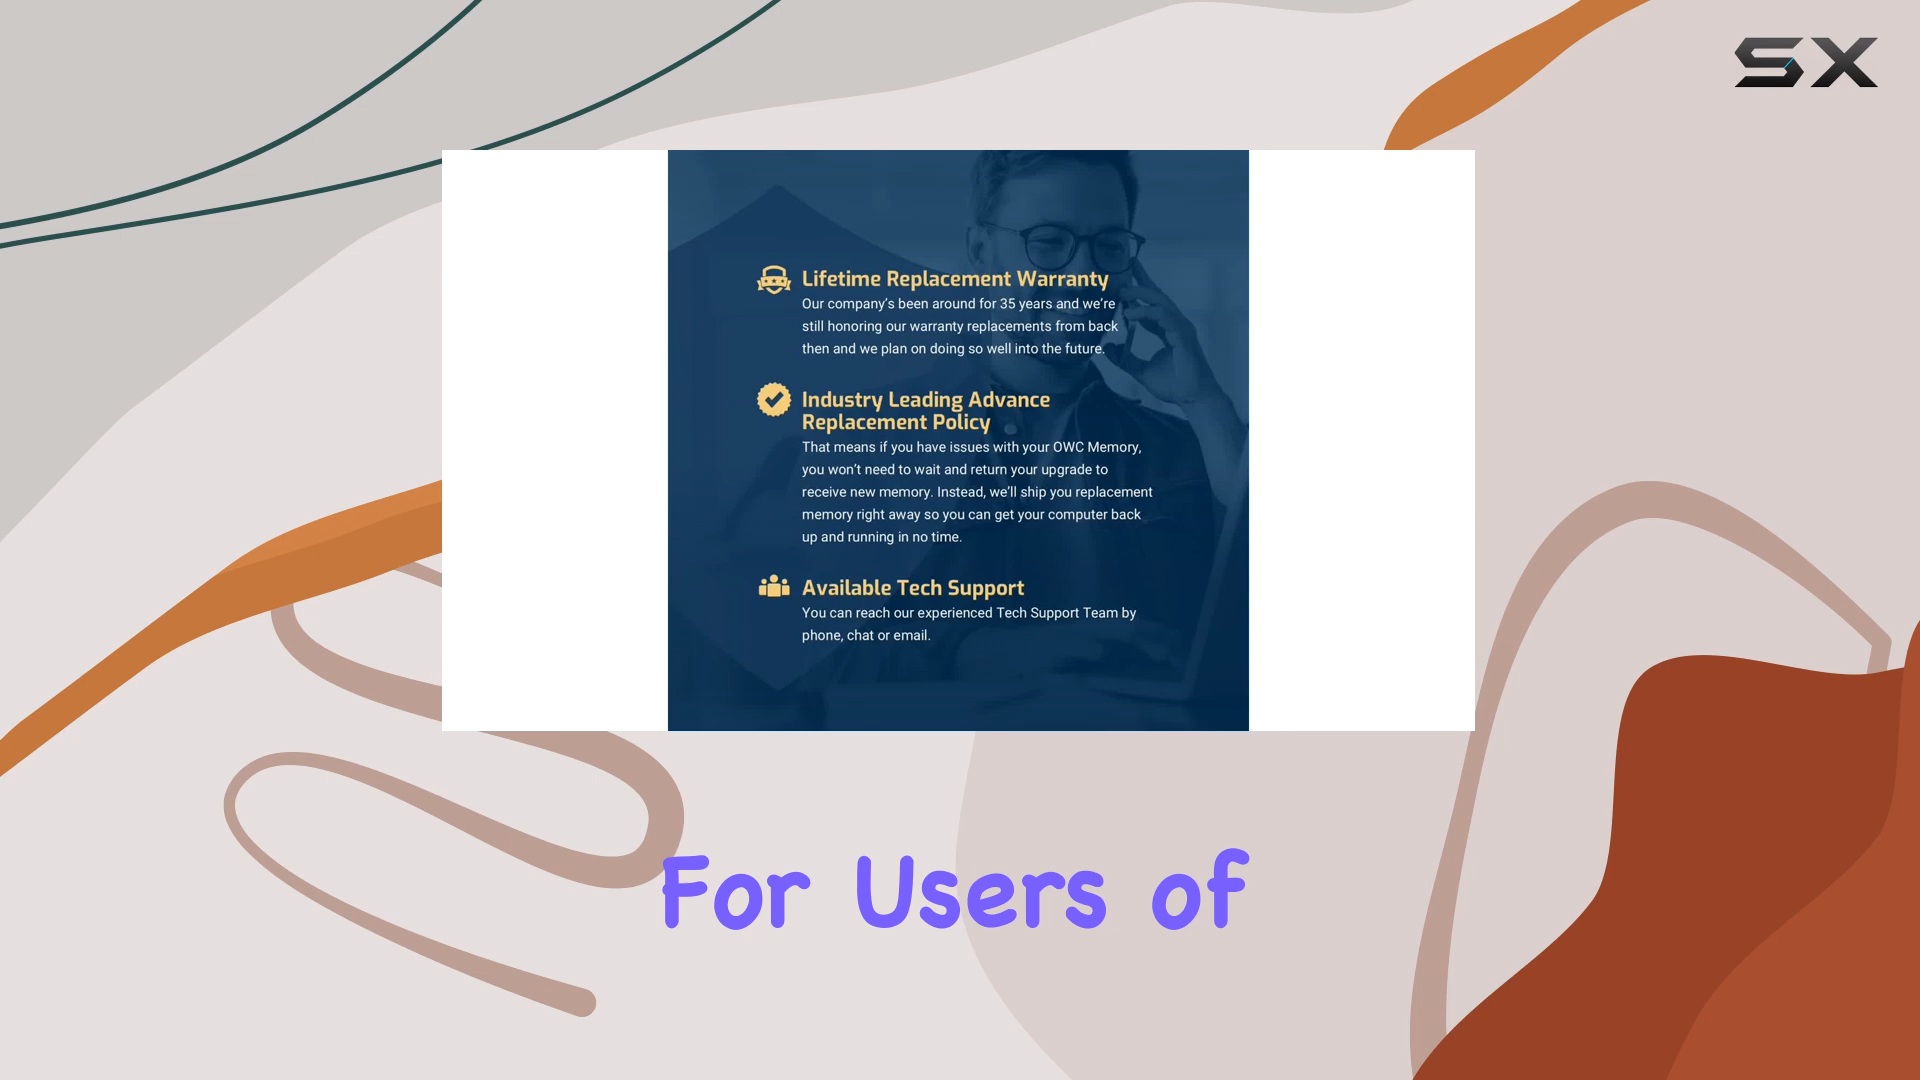 SX
Lifetime Replacement Warranty
Our company's been around for 35 years and we're
still honoring our warranty replacements from back
then and we plan on doing so well into the future.
Industry Leading Advance
Replacement Policy
That means if you have issues with your OWC Memory,
you won't need to wait and return your upgrade to
receive new memory. Instead, we'll ship you replacement
memory right away so you can get your computer back
up and running in no time.
Available Tech Support
You can reach our experienced Tech Support Team by
phone, chat or email.
For Users of